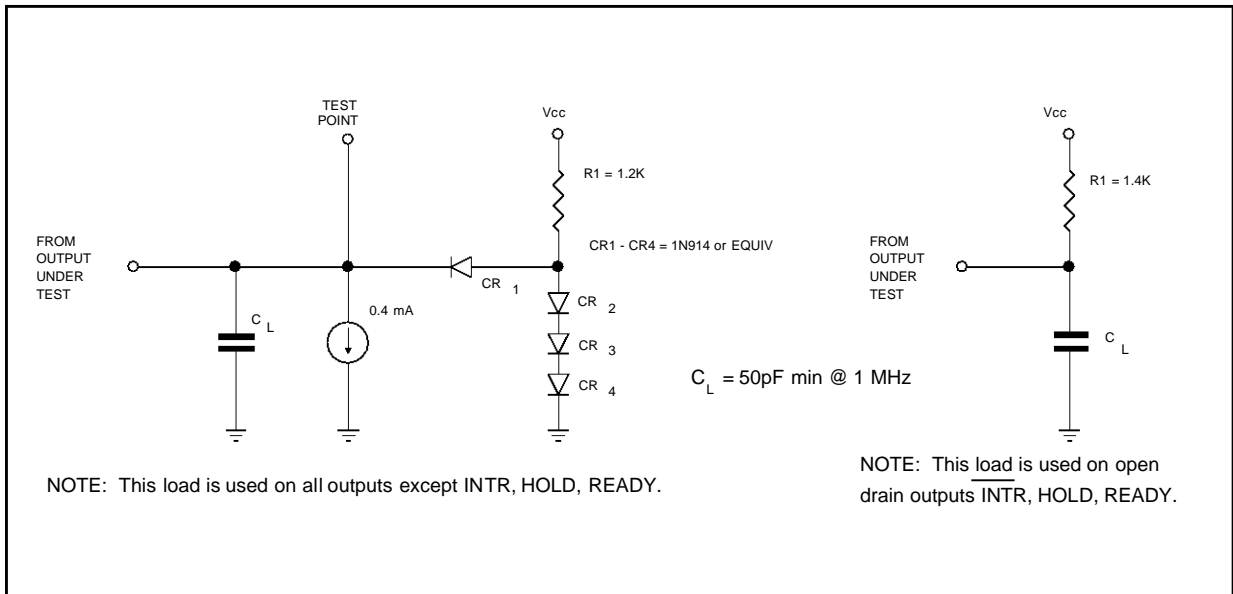 TEST
POINT
Vcc
R1 = 1.2K
CR1 - CR4 = 1N914 or EQUIV
FROM
OUTPUT
UNDER
TEST
CR 1
C L
0.4 mA
CR 2
CR 3
CR 4
C L = 50pF min @ 1 MHz
NOTE: This load is used on all outputs except INTR, HOLD, READY.
Vcc
R1 = 1.4K
FROM
OUTPUT
UNDER
TEST
C L
NOTE: This load is used on open
drain outputs INTR, HOLD, READY.